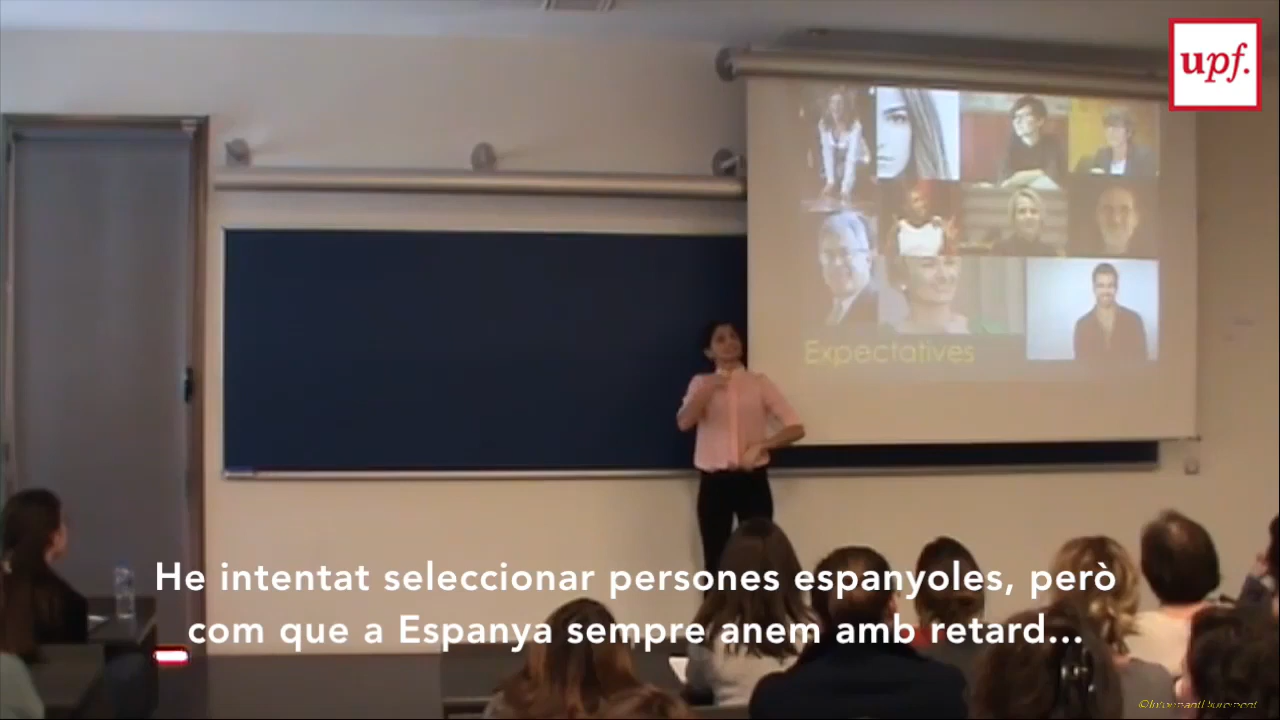 upf.
Expectatives
He intentat seleccionar persones espanyoles, però
com que a Espanya sempre anem amb retard...